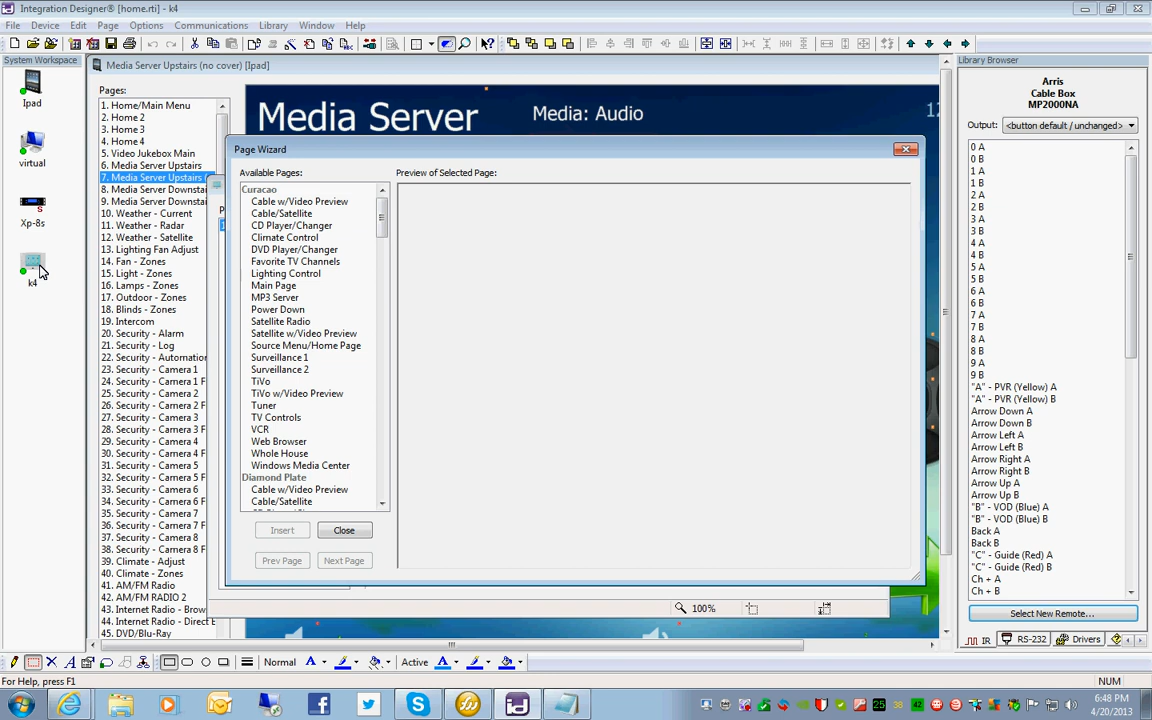 Integration Designer® [home.rti] - k4
File Device Edit Page Options Communications Library Window Help
System Workspace
Ipad
virtual
Xp-8s
k4
Media Server Upstairs (no cover) [Ipad]
Pages:
1. Home/Main Menu
2. Home 2
3. Home 3
4. Home 4
5. Video Jukebox Main
6. Media Server Upstairs
7. Media Server Upstairs (
8. Media Server Downstai
9. Media Server Downstai
10. Weather - Current
11. Weather - Radar
12. Weather - Satellite
13. Lighting Fan Adjust
14. Fan - Zones
15. Light - Zones
16. Lamps - Zones
17. Outdoor - Zones
18. Blinds - Zones
19. Intercom
20. Security - Alarm
21. Security - Log
22. Security - Automation
23. Security - Camera 1
24. Security - Camera 1 F
25. Security - Camera 2
26. Security - Camera 2 F
27. Security - Camera 3
28. Security - Camera 3 F
29. Security - Camera 4
30. Security - Camera 4 F
31. Security - Camera 5
32. Security - Camera 5 F
33. Security - Camera 6
34. Security - Camera 6 F
35. Security - Camera 7
36. Security - Camera 7 F
37. Security - Camera 8
38. Security - Camera 8 F
39. Climate - Adjust
40. Climate - Zones
41. AM/FM Radio
42. AM/FM RADIO 2
43. Internet Radio - Brow
44. Internet Radio - Direct E
45. DVD/Blu-Ray
Media Server
Media: Audio
12
Page Wizard
Available Pages:
Curacao
Cable w/Video Preview
Cable/Satellite
CD Player/Changer
Climate Control
DVD Player/Changer
Favorite TV Channels
Lighting Control
Main Page
MP3 Server
Power Down
Satellite Radio
Satellite w/Video Preview
Source Menu/Home Page
Surveillance 1
Surveillance 2
TiVo
TiVo w/Video Preview
Tuner
TV Controls
VCR
Web Browser
Whole House
Windows Media Center
Diamond Plate
Cable w/Video Preview
Cable/Satellite
Insert Close
Prev Page Next Page
Preview of Selected Page:
100%
Library Browser
Arris
Cable Box
MP2000NA
Output: <button default / unchanged>
0 A
0 B
1 A
1 B
2 A
2 B
3 A
3 B
4 A
4 B
5 A
5 B
6 A
6 B
7 A
7 B
8 A
8 B
9 A
9 B
"A" - PVR (Yellow) A
"A" - PVR (Yellow) B
Arrow Down A
Arrow Down B
Arrow Left A
Arrow Left B
Arrow Right A
Arrow Right B
Arrow Up A
Arrow Up B
"B" - VOD (Blue) A
"B" - VOD (Blue) B
Back A
Back B
"C" - Guide (Red) A
"C" - Guide (Red) B
Ch + A
Ch + B
Select New Remote...
IR RS-232 Drivers
Normal Active
For Help, press F1
NUM
25 38 42
6:48 PM
4/20/2013